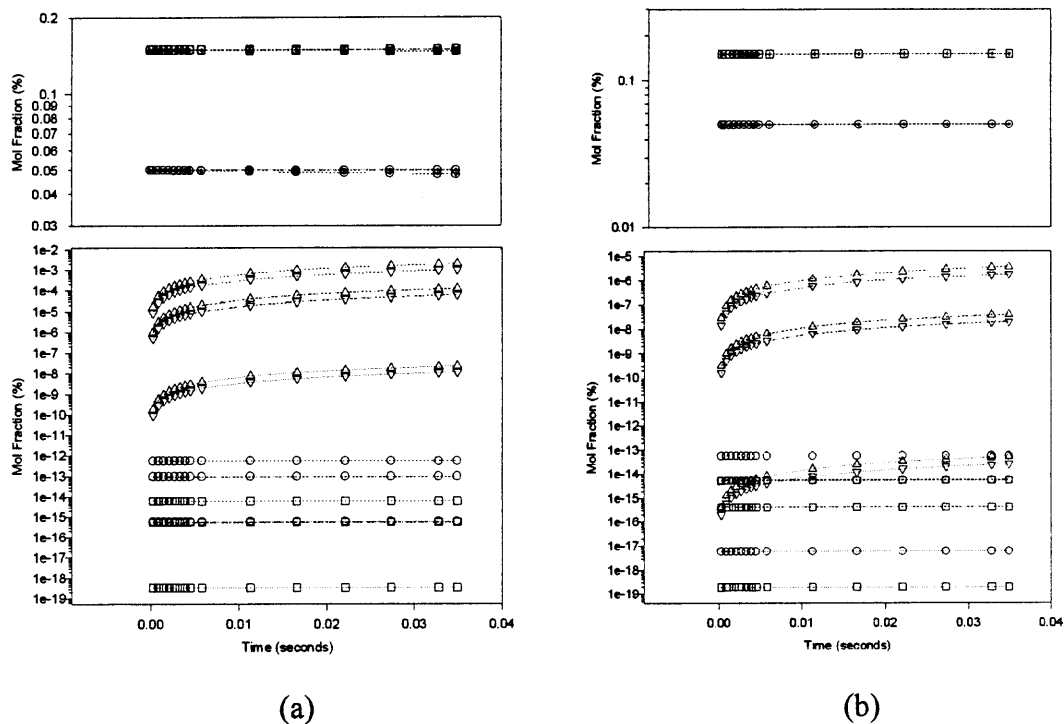 0.2
0.1
0.09
0.08
0.07
0.06
0.05
0.04
0.03
Mol Fraction (%)
1e-2
1e-3
1e-4
1e-5
1e-6
1e-7
1e-8
1e-9
1e-10
1e-11
1e-12
1e-13
1e-14
1e-15
1e-16
1e-17
1e-18
1e-19
Mol Fraction (%)
0.00 0.01 0.02 0.03 0.04
Time (seconds)
(a)
0.1
0.01
Mol Fraction (%)
1e-5
1e-6
1e-7
1e-8
1e-9
1e-10
1e-11
1e-12
1e-13
1e-14
1e-15
1e-16
1e-17
1e-18
1e-19
Mol Fraction (%)
0.00 0.01 0.02 0.03 0.04
Time (seconds)
(b)